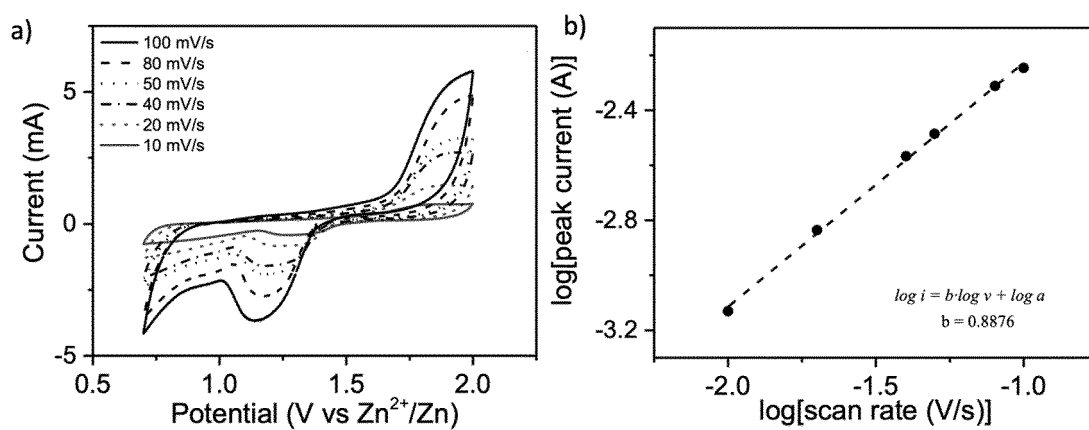 a)
100 mV/s
80 mV/s
50 mV/s
40 mV/s
20 mV/s
10 mV/s
Current (mA)
5
0
-5
0.5 1.0 1.5 2.0
Potential (V vs Zn²⁺/Zn)
b)
log[peak current (A)]
-2.4
-2.8
-3.2
log i = b·log v + log a
b = 0.8876
-2.0 -1.5 -1.0
log[scan rate (V/s)]